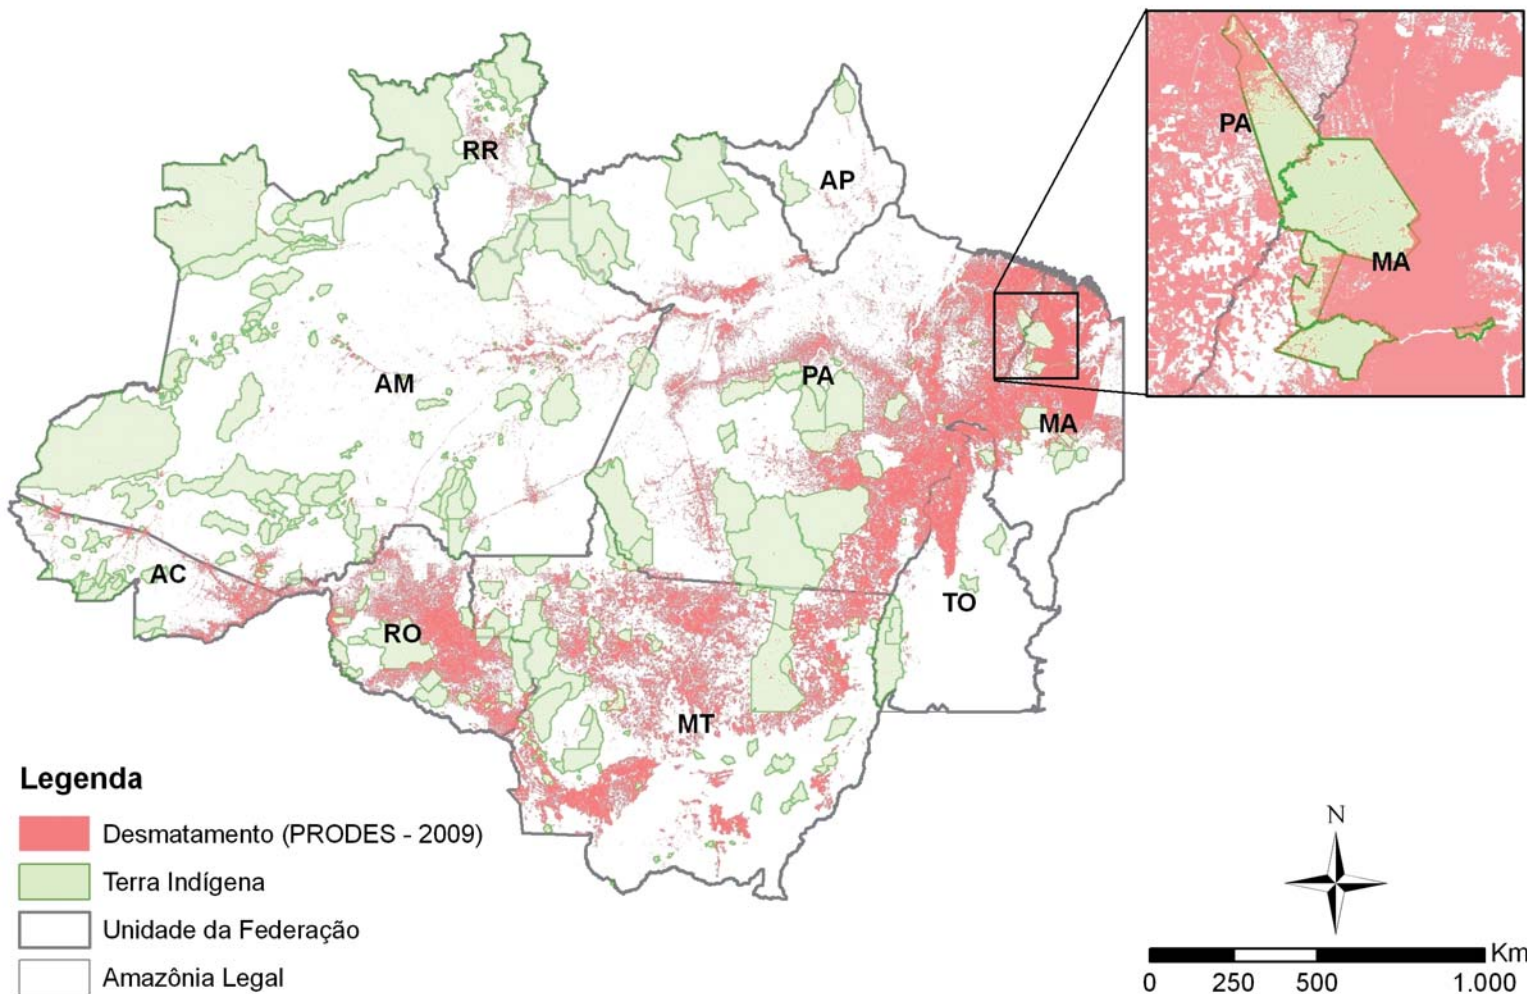 RR
AP
PA
MA
AM
PA
MA
AC
RO
TO
MT
Legenda
Desmatamento (PRODES - 2009)
Terra Indígena
Unidade da Federação
Amazônia Legal
N
Km
0 250 500 1.000